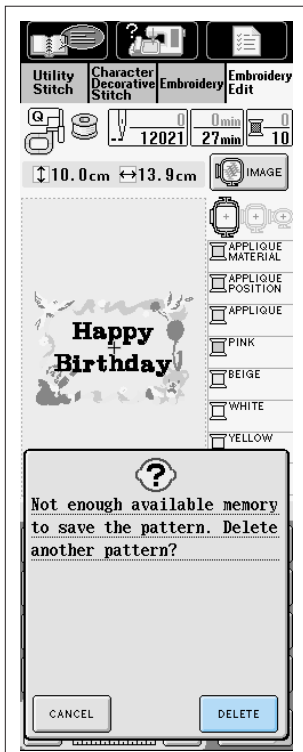 Utility
Stitch
Character
Decorative
Stitch
Embroidery
Embroidery
Edit
Q
0
12021
0min
27min
0
10
10.0cm 13.9cm
IMAGE
APPLIQUE
MATERIAL
APPLIQUE
POSITION
APPLIQUE
PINK
BEIGE
WHITE
YELLOW
Happy
Birthday
Not enough available memory
to save the pattern. Delete
another pattern?
CANCEL
DELETE